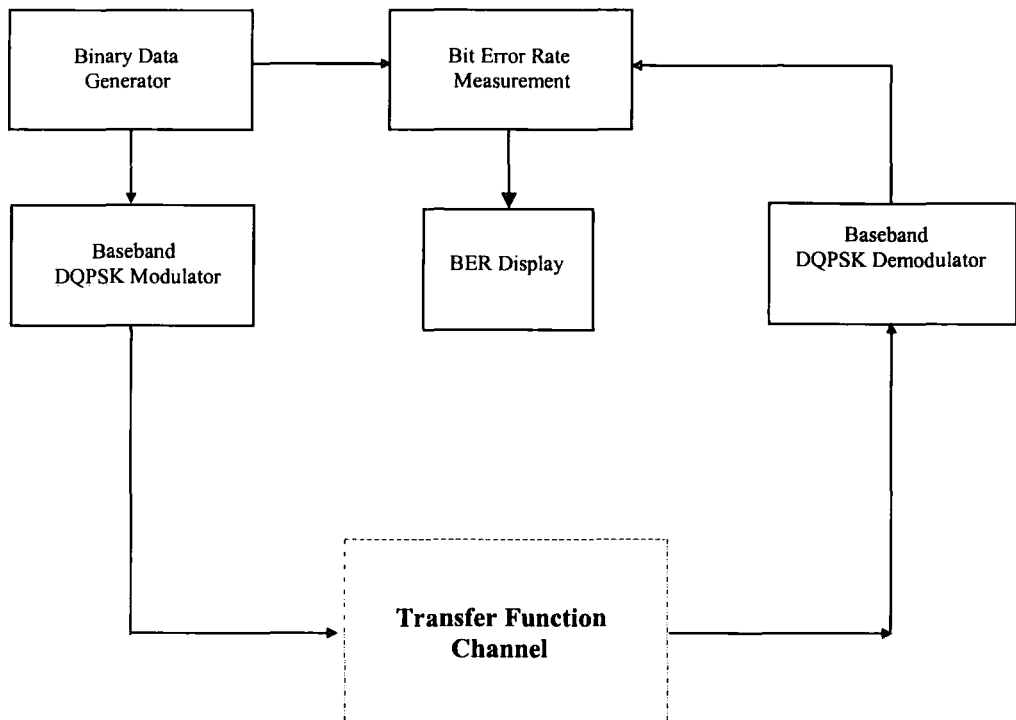 Binary Data
Generator
Bit Error Rate
Measurement
Baseband
DQPSK Modulator
BER Display
Baseband
DQPSK Demodulator
Transfer Function
Channel